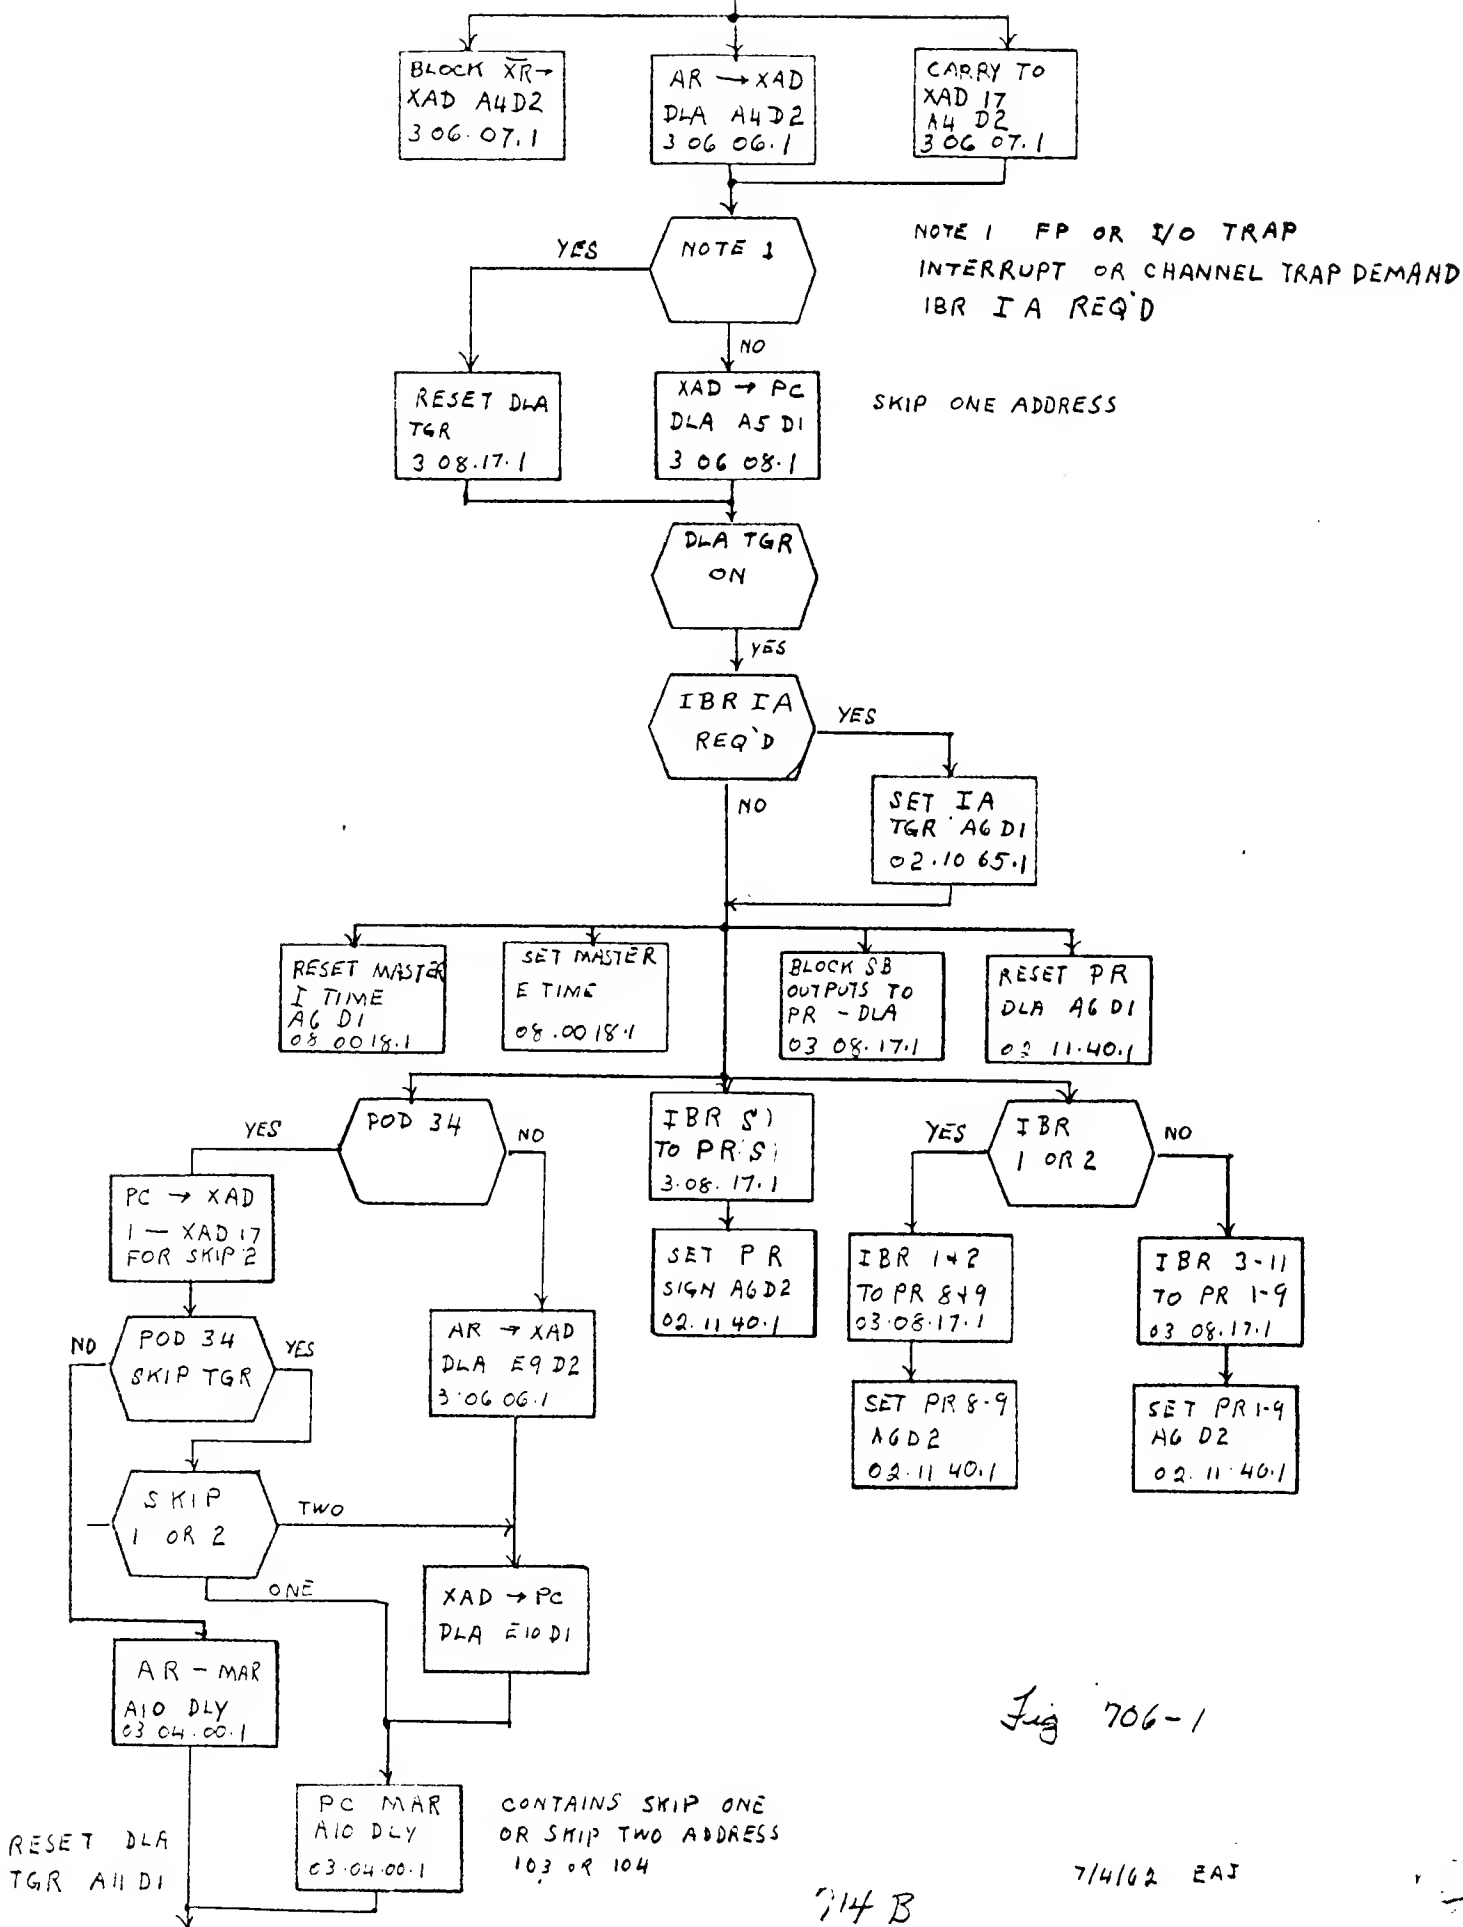 BLOCK X̅R̅→
XAD A4D2
3 06.07.1
AR → XAD
DLA A4D2
3 06 06.1
CARRY TO
XAD 17
A4 D2
3 06 07.1
NOTE 1
YES
NO
NOTE 1 FP OR I/O TRAP
INTERRUPT OR CHANNEL TRAP DEMAND
IBR IA REQ'D
RESET DLA
TGR
3 08.17.1
XAD → PC
DLA A5 D1
3 06 08.1
SKIP ONE ADDRESS
DLA TGR
ON
YES
IBR IA
REQ'D
YES
NO
SET IA
TGR A6 D1
02.10 65.1
RESET MASTER
I TIME
A6 D1
08 0018.1
SET MASTER
E TIME
08.0018.1
BLOCK SB
OUTPUTS TO
PR - DLA
03 08.17.1
RESET PR
DLA A6 D1
02 11.40.1
YES
POD 34
NO
IBR S)
TO PR(S)
3.08.17.1
YES
IBR
1 OR 2
NO
PC → XAD
1 — XAD 17
FOR SKIP 2
SET PR
SIGN A6D2
02.11 40.1
IBR 1+2
TO PR 8+9
03.08.17.1
IBR 3-11
TO PR 1-9
03 08.17.1
NO
POD 34
SKIP TGR
YES
AR → XAD
DLA E9 D2
3.06 06.1
SET PR 8-9
A6D2
02.11 40.1
SET PR 1-9
A6 D2
02.11.40.1
SKIP
1 OR 2
TWO
ONE
XAD → PC
DLA E10 D1
AR - MAR
A10 DLY
03 04.00.1
Fig 706-1
PC MAR
A10 DLY
03.04.00.1
CONTAINS SKIP ONE
OR SKIP TWO ADDRESS
103 OR 104
RESET DLA
TGR A11 D1
7/4/62 EAJ
714 B